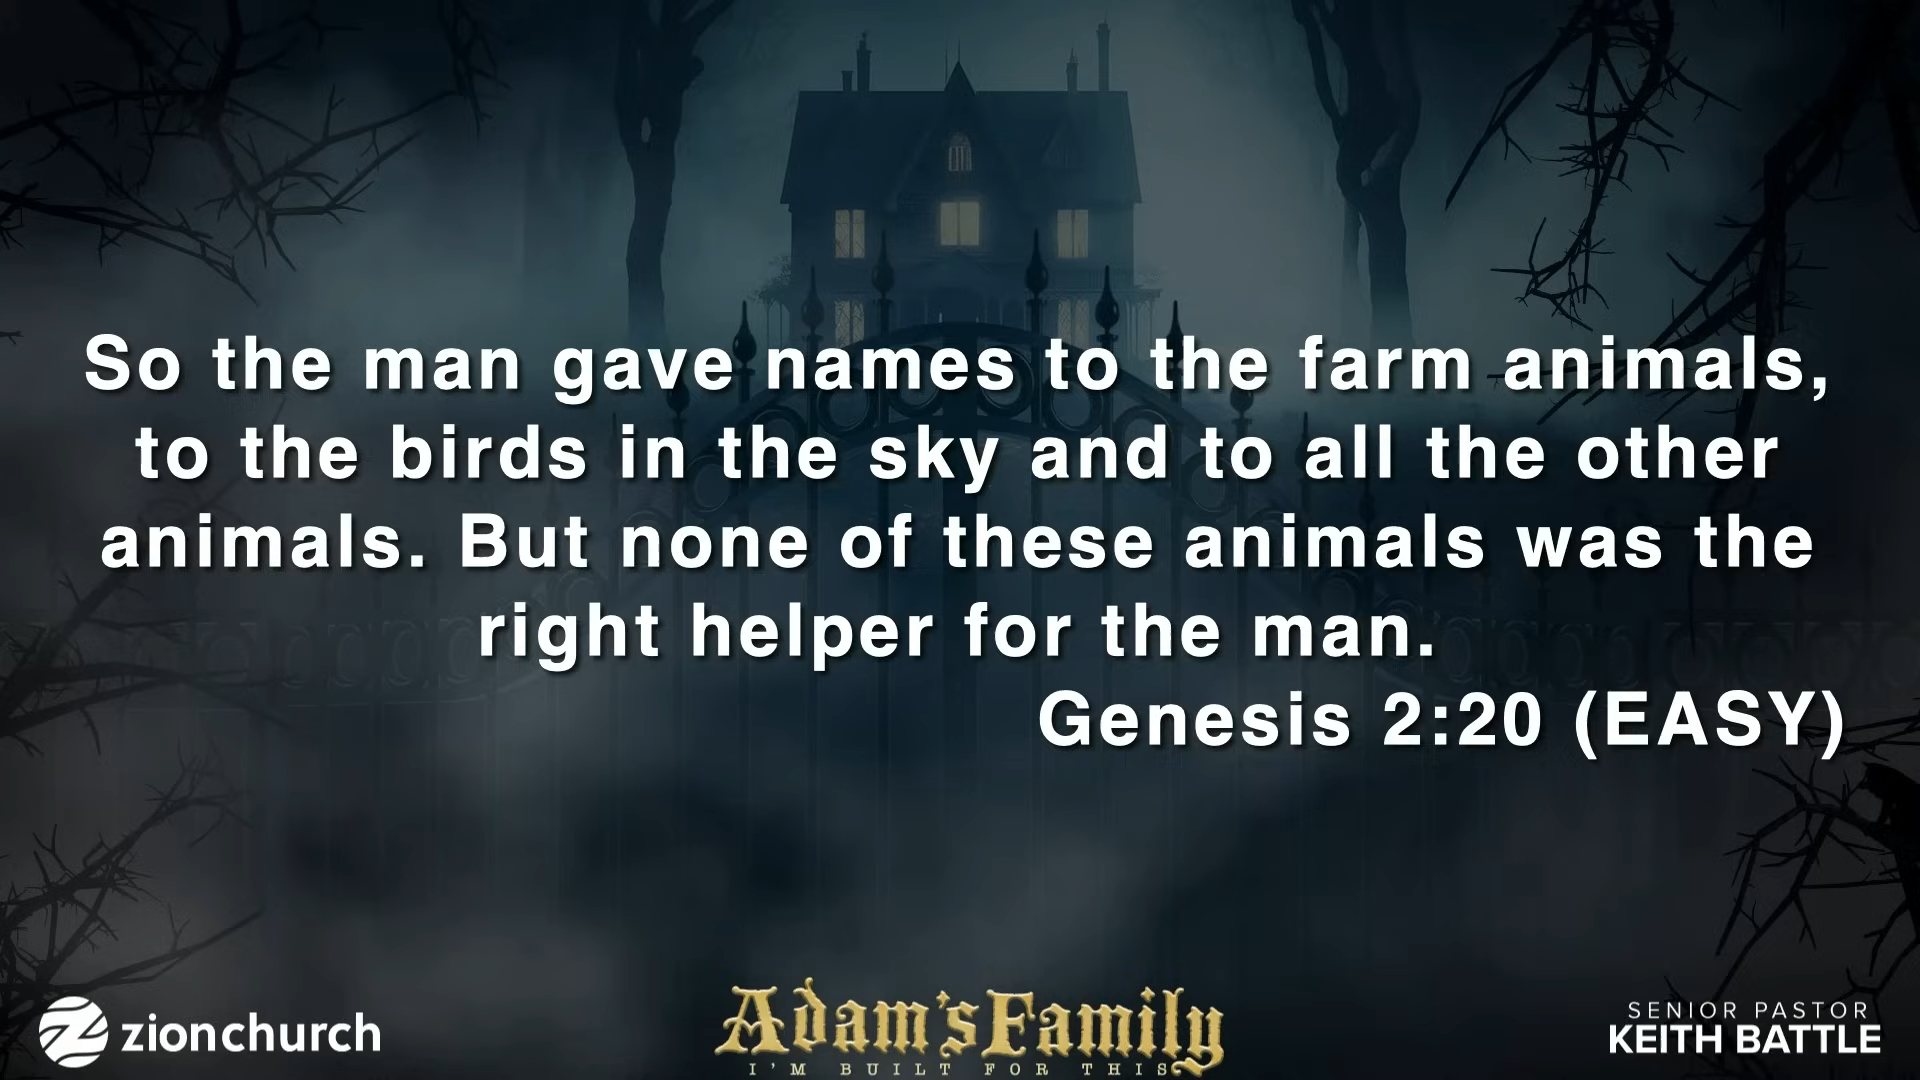 So the man gave names to the farm animals,
to the birds in the sky and to all the other
animals. But none of these animals was the
right helper for the man.
Genesis 2:20 (EASY)
zionchurch
Adam's Family
I'M BUILT FOR THIS
SENIOR PASTOR
KEITH BATTLE